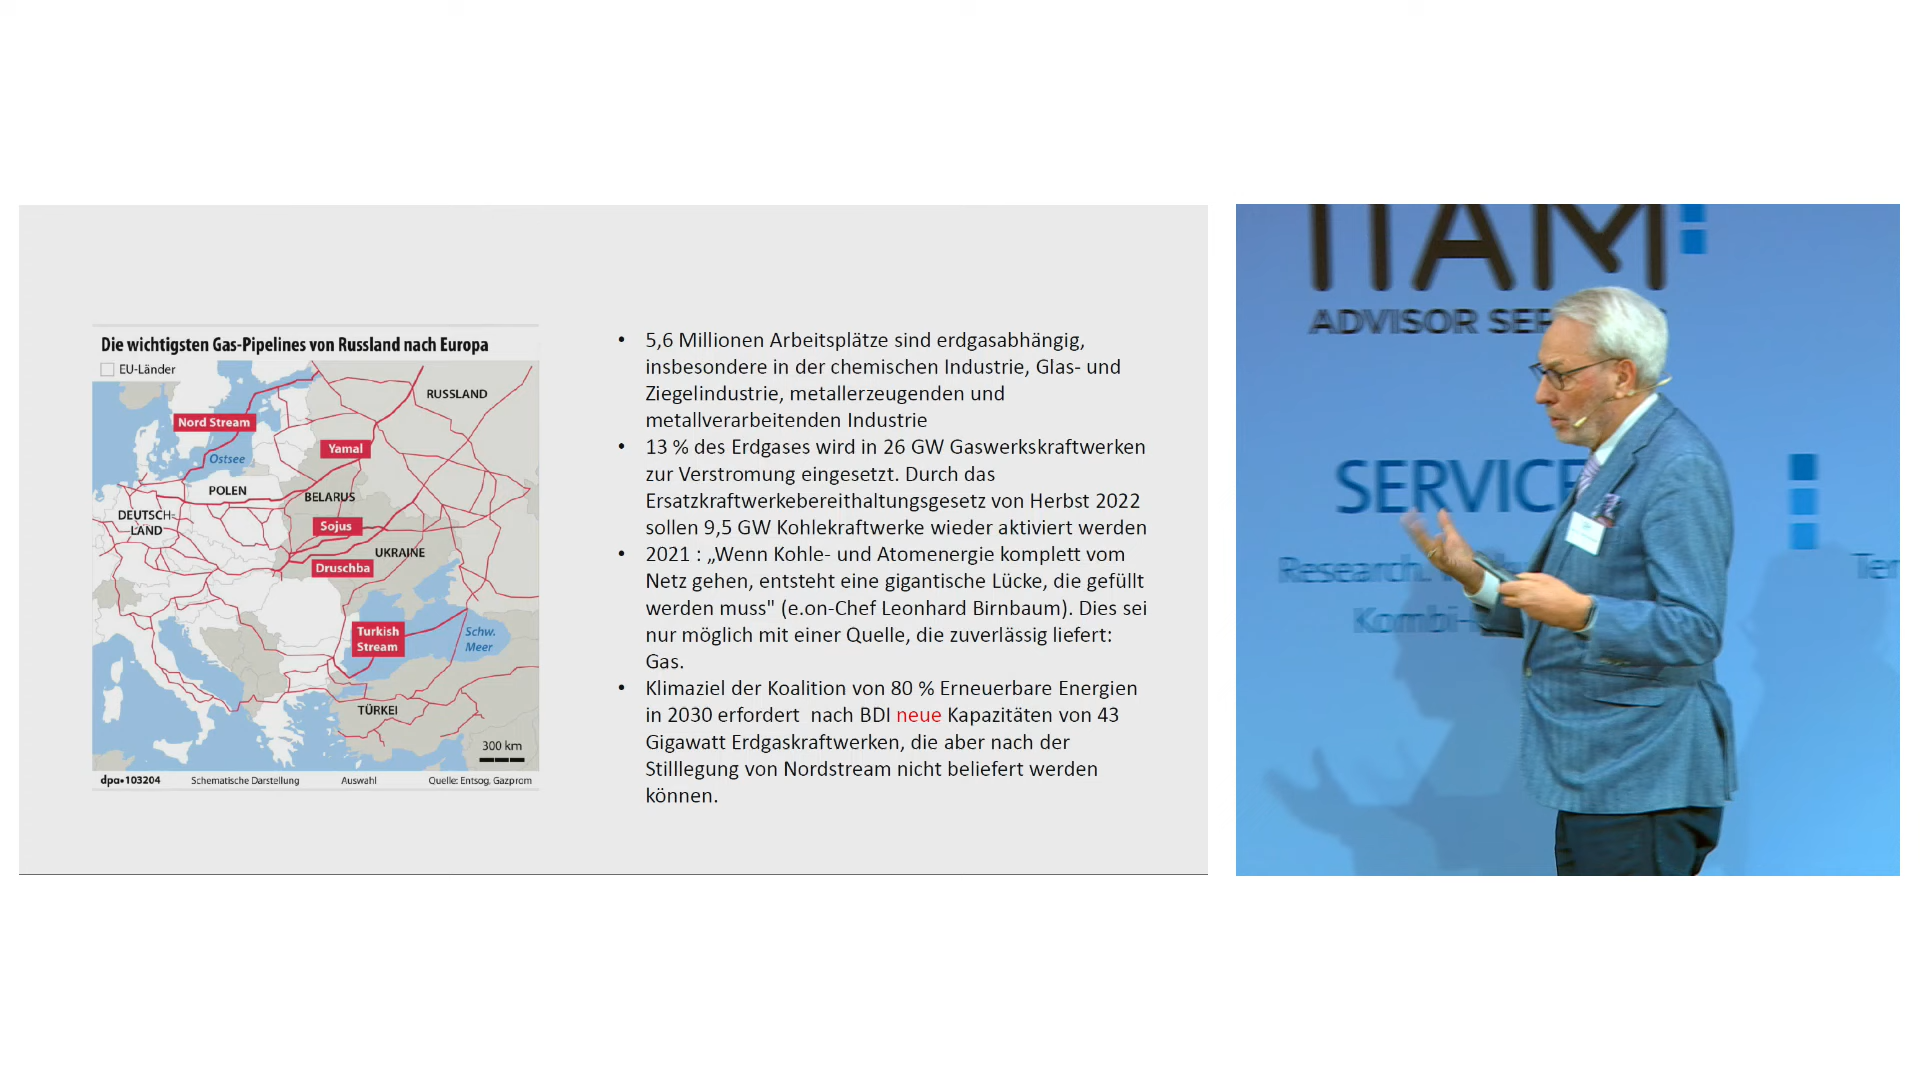 Die wichtigsten Gas-Pipelines von Russland nach Europa
EU-Länder
RUSSLAND
Nord Stream
Yamal
Ostsee
POLEN
BELARUS
DEUTSCH-
LAND
Sojus
UKRAINE
Druschba
Turkish
Stream
Schw.
Meer
TÜRKEI
300 km
dpa•103204 Schematische Darstellung Auswahl Quelle: Entsog, Gazprom
• 5,6 Millionen Arbeitsplätze sind erdgasabhängig,
insbesondere in der chemischen Industrie, Glas- und
Ziegelindustrie, metallerzeugenden und
metallverarbeitenden Industrie
• 13 % des Erdgases wird in 26 GW Gaswerkskraftwerken
zur Verstromung eingesetzt. Durch das
Ersatzkraftwerkebereithaltungsgesetz von Herbst 2022
sollen 9,5 GW Kohlekraftwerke wieder aktiviert werden
• 2021 : „Wenn Kohle- und Atomenergie komplett vom
Netz gehen, entsteht eine gigantische Lücke, die gefüllt
werden muss" (e.on-Chef Leonhard Birnbaum). Dies sei
nur möglich mit einer Quelle, die zuverlässig liefert:
Gas.
• Klimaziel der Koalition von 80 % Erneuerbare Energien
in 2030 erfordert nach BDI neue Kapazitäten von 43
Gigawatt Erdgaskraftwerken, die aber nach der
Stilllegung von Nordstream nicht beliefert werden
können.
ADVISOR
SERVICE
Research.
Kombi-